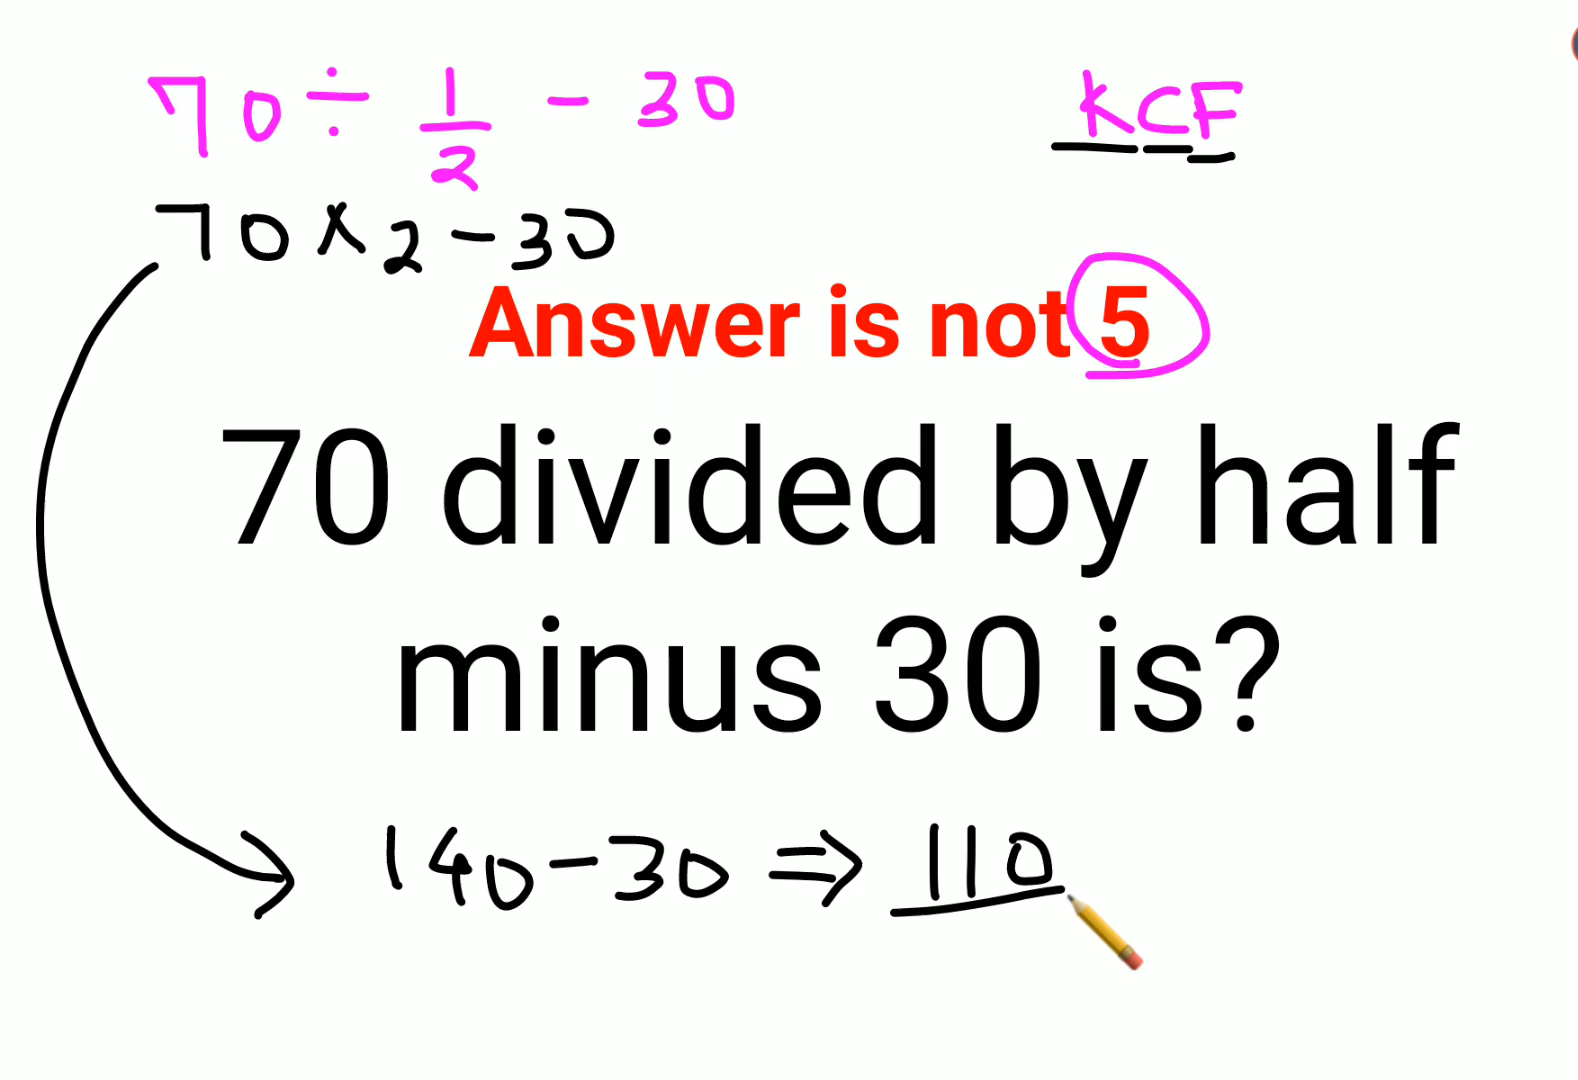 70 ÷ 1/2 - 30
KCF
70 × 2 - 30
Answer is not 5
70 divided by half
minus 30 is?
140 - 30 ⇒ 110